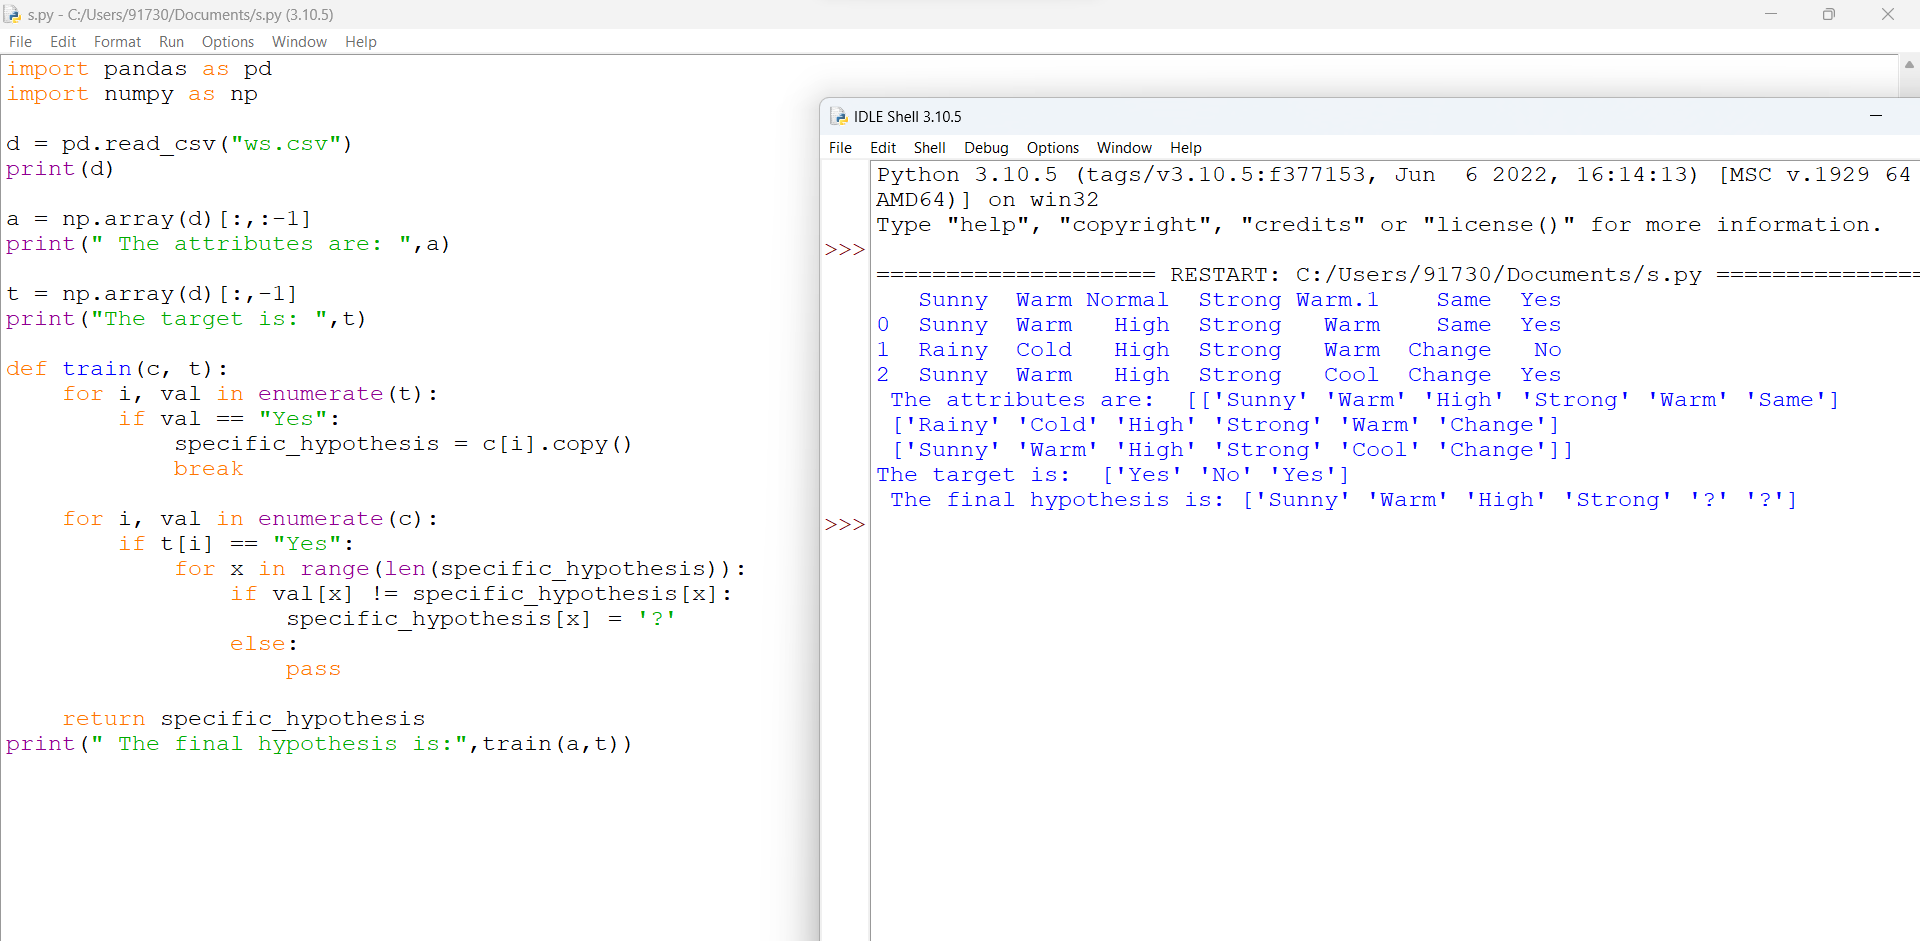 s.py - C:/Users/91730/Documents/s.py (3.10.5)
File Edit Format Run Options Window Help
import pandas as pd
import numpy as np

d = pd.read_csv("ws.csv")
print(d)

a = np.array(d)[:,:-1]
print(" The attributes are: ",a)

t = np.array(d)[:,-1]
print("The target is: ",t)

def train(c, t):
    for i, val in enumerate(t):
        if val == "Yes":
            specific_hypothesis = c[i].copy()
            break

    for i, val in enumerate(c):
        if t[i] == "Yes":
            for x in range(len(specific_hypothesis)):
                if val[x] != specific_hypothesis[x]:
                    specific_hypothesis[x] = '?'
                else:
                    pass

    return specific_hypothesis
print(" The final hypothesis is:",train(a,t))
IDLE Shell 3.10.5
File Edit Shell Debug Options Window Help
Python 3.10.5 (tags/v3.10.5:f377153, Jun  6 2022, 16:14:13) [MSC v.1929 64
AMD64)] on win32
Type "help", "copyright", "credits" or "license()" for more information.
>>>
==================== RESTART: C:/Users/91730/Documents/s.py ===============
   Sunny  Warm Normal  Strong Warm.1    Same  Yes
0  Sunny  Warm   High  Strong   Warm    Same  Yes
1  Rainy  Cold   High  Strong   Warm  Change   No
2  Sunny  Warm   High  Strong   Cool  Change  Yes
 The attributes are:  [['Sunny' 'Warm' 'High' 'Strong' 'Warm' 'Same']
 ['Rainy' 'Cold' 'High' 'Strong' 'Warm' 'Change']
 ['Sunny' 'Warm' 'High' 'Strong' 'Cool' 'Change']]
The target is:  ['Yes' 'No' 'Yes']
 The final hypothesis is: ['Sunny' 'Warm' 'High' 'Strong' '?' '?']
>>>